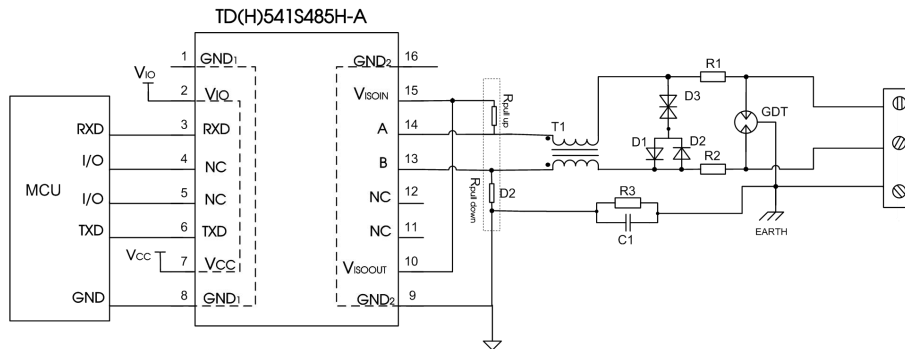 TD(H)541S485H-A
1 GND1
GND2 16
VIO
2 VIO
VISOIN 15
Rpull up
R1
D3
RXD 3 RXD
A 14
T1
GDT
I/O 4 NC
B 13
D1 D2
R2
MCU
I/O 5 NC
NC 12
Rpull down
D2
R3
TXD 6 TXD
NC 11
C1
EARTH
VCC
7 VCC
VISOOUT 10
GND 8 GND1
GND2 9